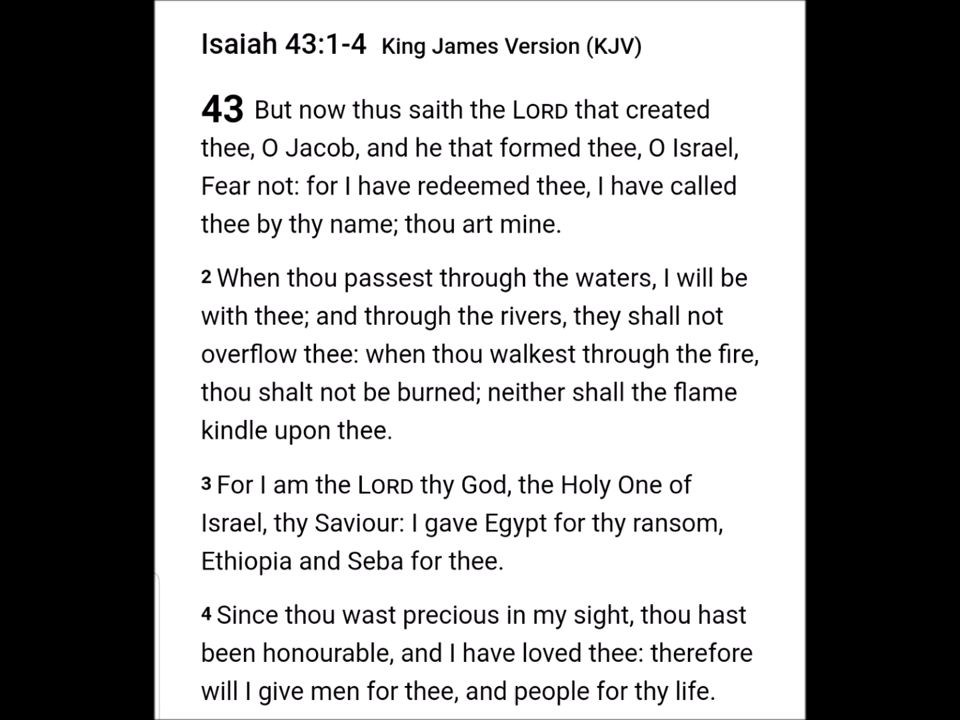 Isaiah 43:1-4 King James Version (KJV)
43 But now thus saith the LORD that created
thee, O Jacob, and he that formed thee, O Israel,
Fear not: for I have redeemed thee, I have called
thee by thy name; thou art mine.
2 When thou passest through the waters, I will be
with thee; and through the rivers, they shall not
overflow thee: when thou walkest through the fire,
thou shalt not be burned; neither shall the flame
kindle upon thee.
3 For I am the LORD thy God, the Holy One of
Israel, thy Saviour: I gave Egypt for thy ransom,
Ethiopia and Seba for thee.
4 Since thou wast precious in my sight, thou hast
been honourable, and I have loved thee: therefore
will I give men for thee, and people for thy life.